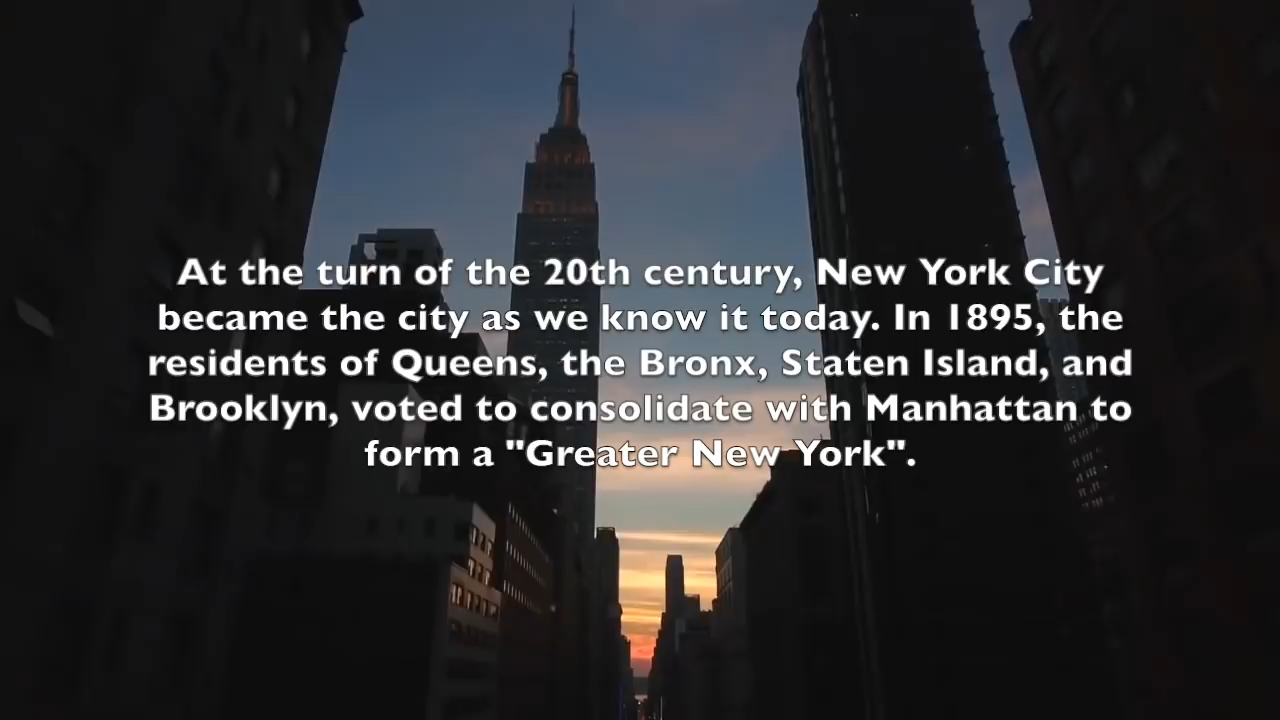 At the turn of the 20th century, New York City
became the city as we know it today. In 1895, the
residents of Queens, the Bronx, Staten Island, and
Brooklyn, voted to consolidate with Manhattan to
form a "Greater New York".